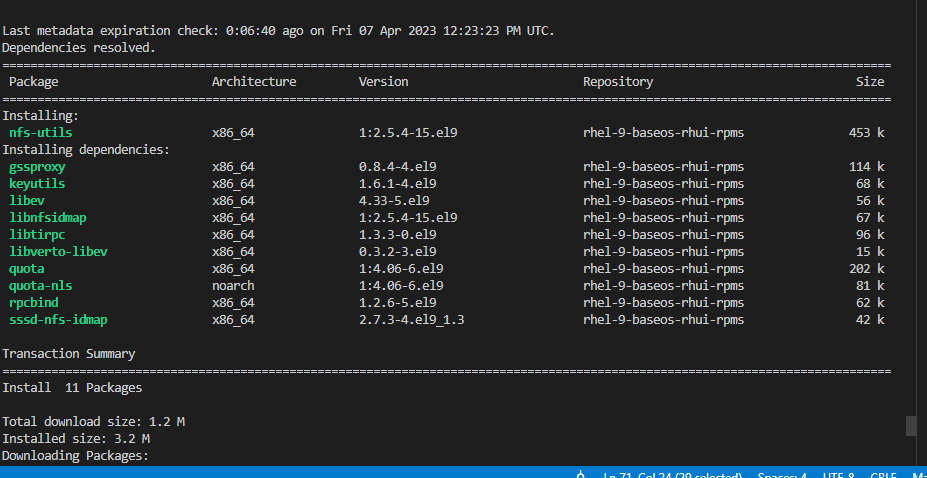 Last metadata expiration check: 0:06:40 ago on Fri 07 Apr 2023 12:23:23 PM UTC.
Dependencies resolved.
================================================================================
Package Architecture Version Repository Size
================================================================================
Installing:
nfs-utils x86_64 1:2.5.4-15.el9 rhel-9-baseos-rhui-rpms 453 k
Installing dependencies:
gssproxy x86_64 0.8.4-4.el9 rhel-9-baseos-rhui-rpms 114 k
keyutils x86_64 1.6.1-4.el9 rhel-9-baseos-rhui-rpms 68 k
libev x86_64 4.33-5.el9 rhel-9-baseos-rhui-rpms 56 k
libnfsidmap x86_64 1:2.5.4-15.el9 rhel-9-baseos-rhui-rpms 67 k
libtirpc x86_64 1.3.3-0.el9 rhel-9-baseos-rhui-rpms 96 k
libverto-libev x86_64 0.3.2-3.el9 rhel-9-baseos-rhui-rpms 15 k
quota x86_64 1:4.06-6.el9 rhel-9-baseos-rhui-rpms 202 k
quota-nls noarch 1:4.06-6.el9 rhel-9-baseos-rhui-rpms 81 k
rpcbind x86_64 1.2.6-5.el9 rhel-9-baseos-rhui-rpms 62 k
sssd-nfs-idmap x86_64 2.7.3-4.el9_1.3 rhel-9-baseos-rhui-rpms 42 k
Transaction Summary
================================================================================
Install 11 Packages
Total download size: 1.2 M
Installed size: 3.2 M
Downloading Packages:
Ln 71, Col 24 (29 selected) Spaces: 4 UTF-8 CRLF